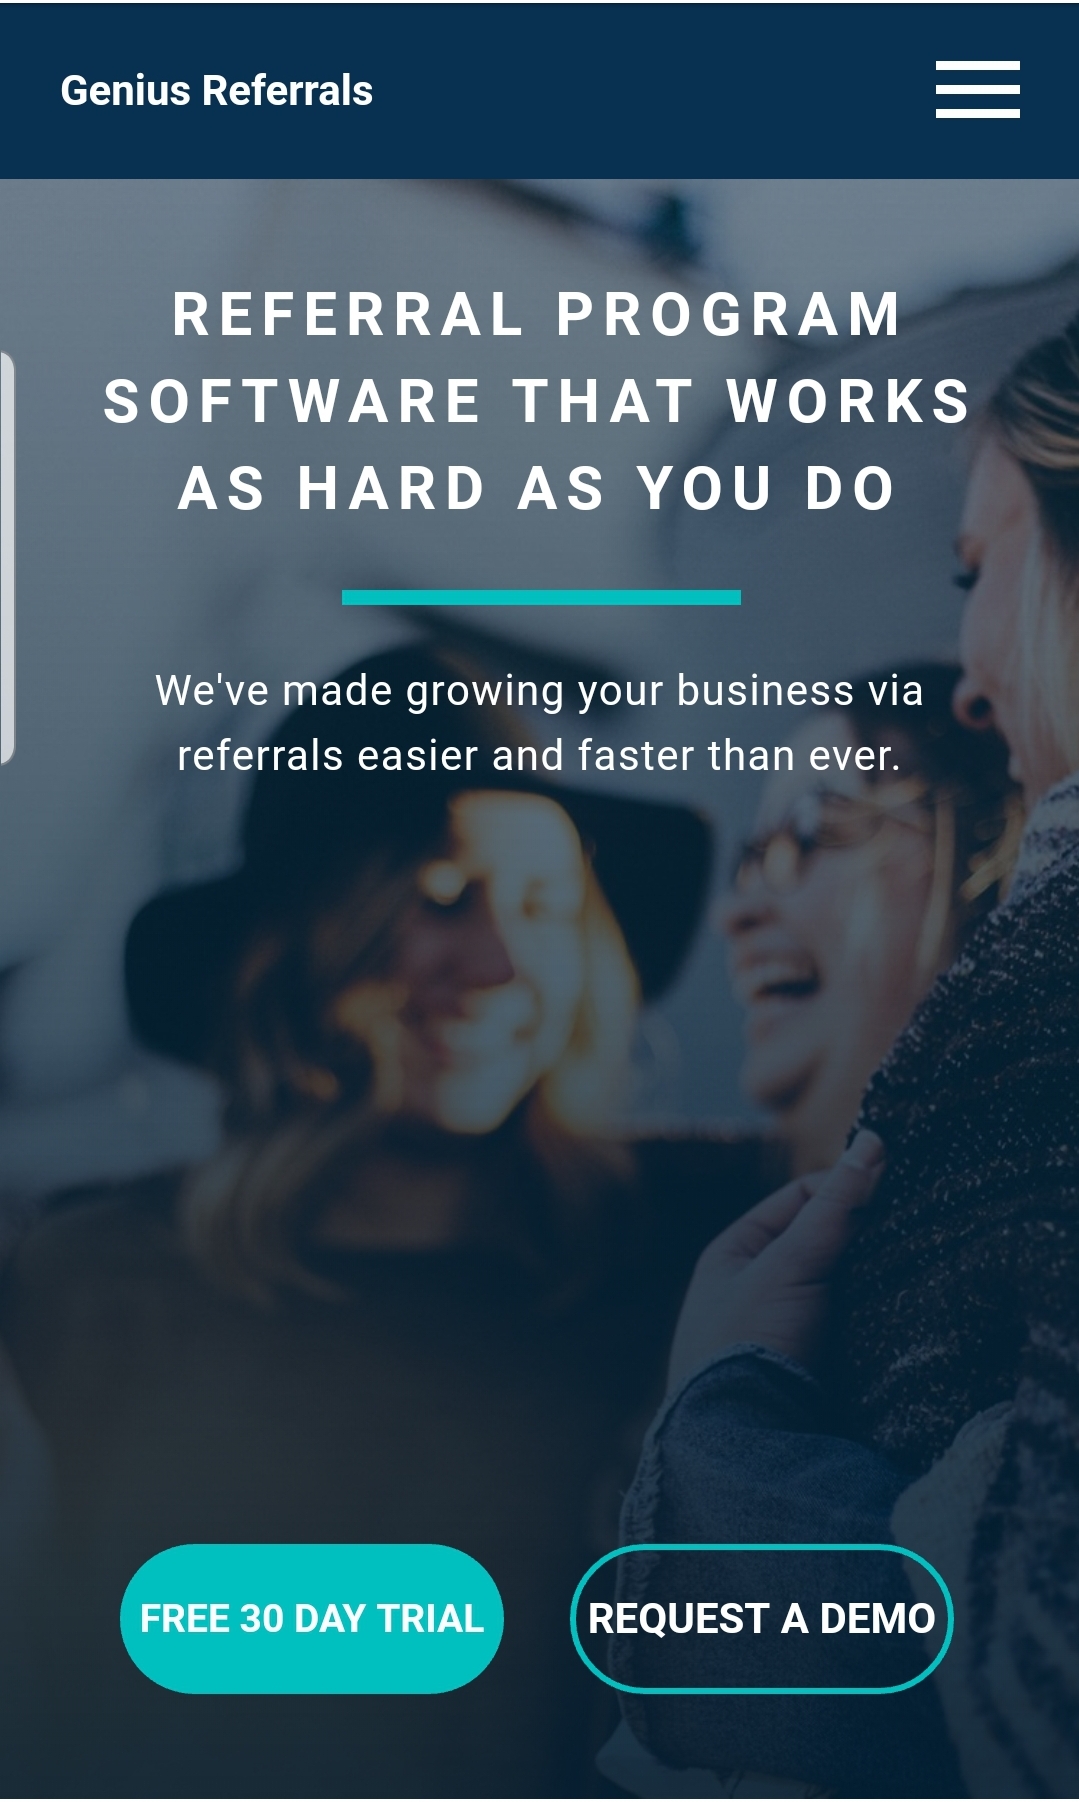 Genius Referrals
REFERRAL PROGRAM
SOFTWARE THAT WORKS
AS HARD AS YOU DO
We've made growing your business via
referrals easier and faster than ever.
FREE 30 DAY TRIAL
REQUEST A DEMO